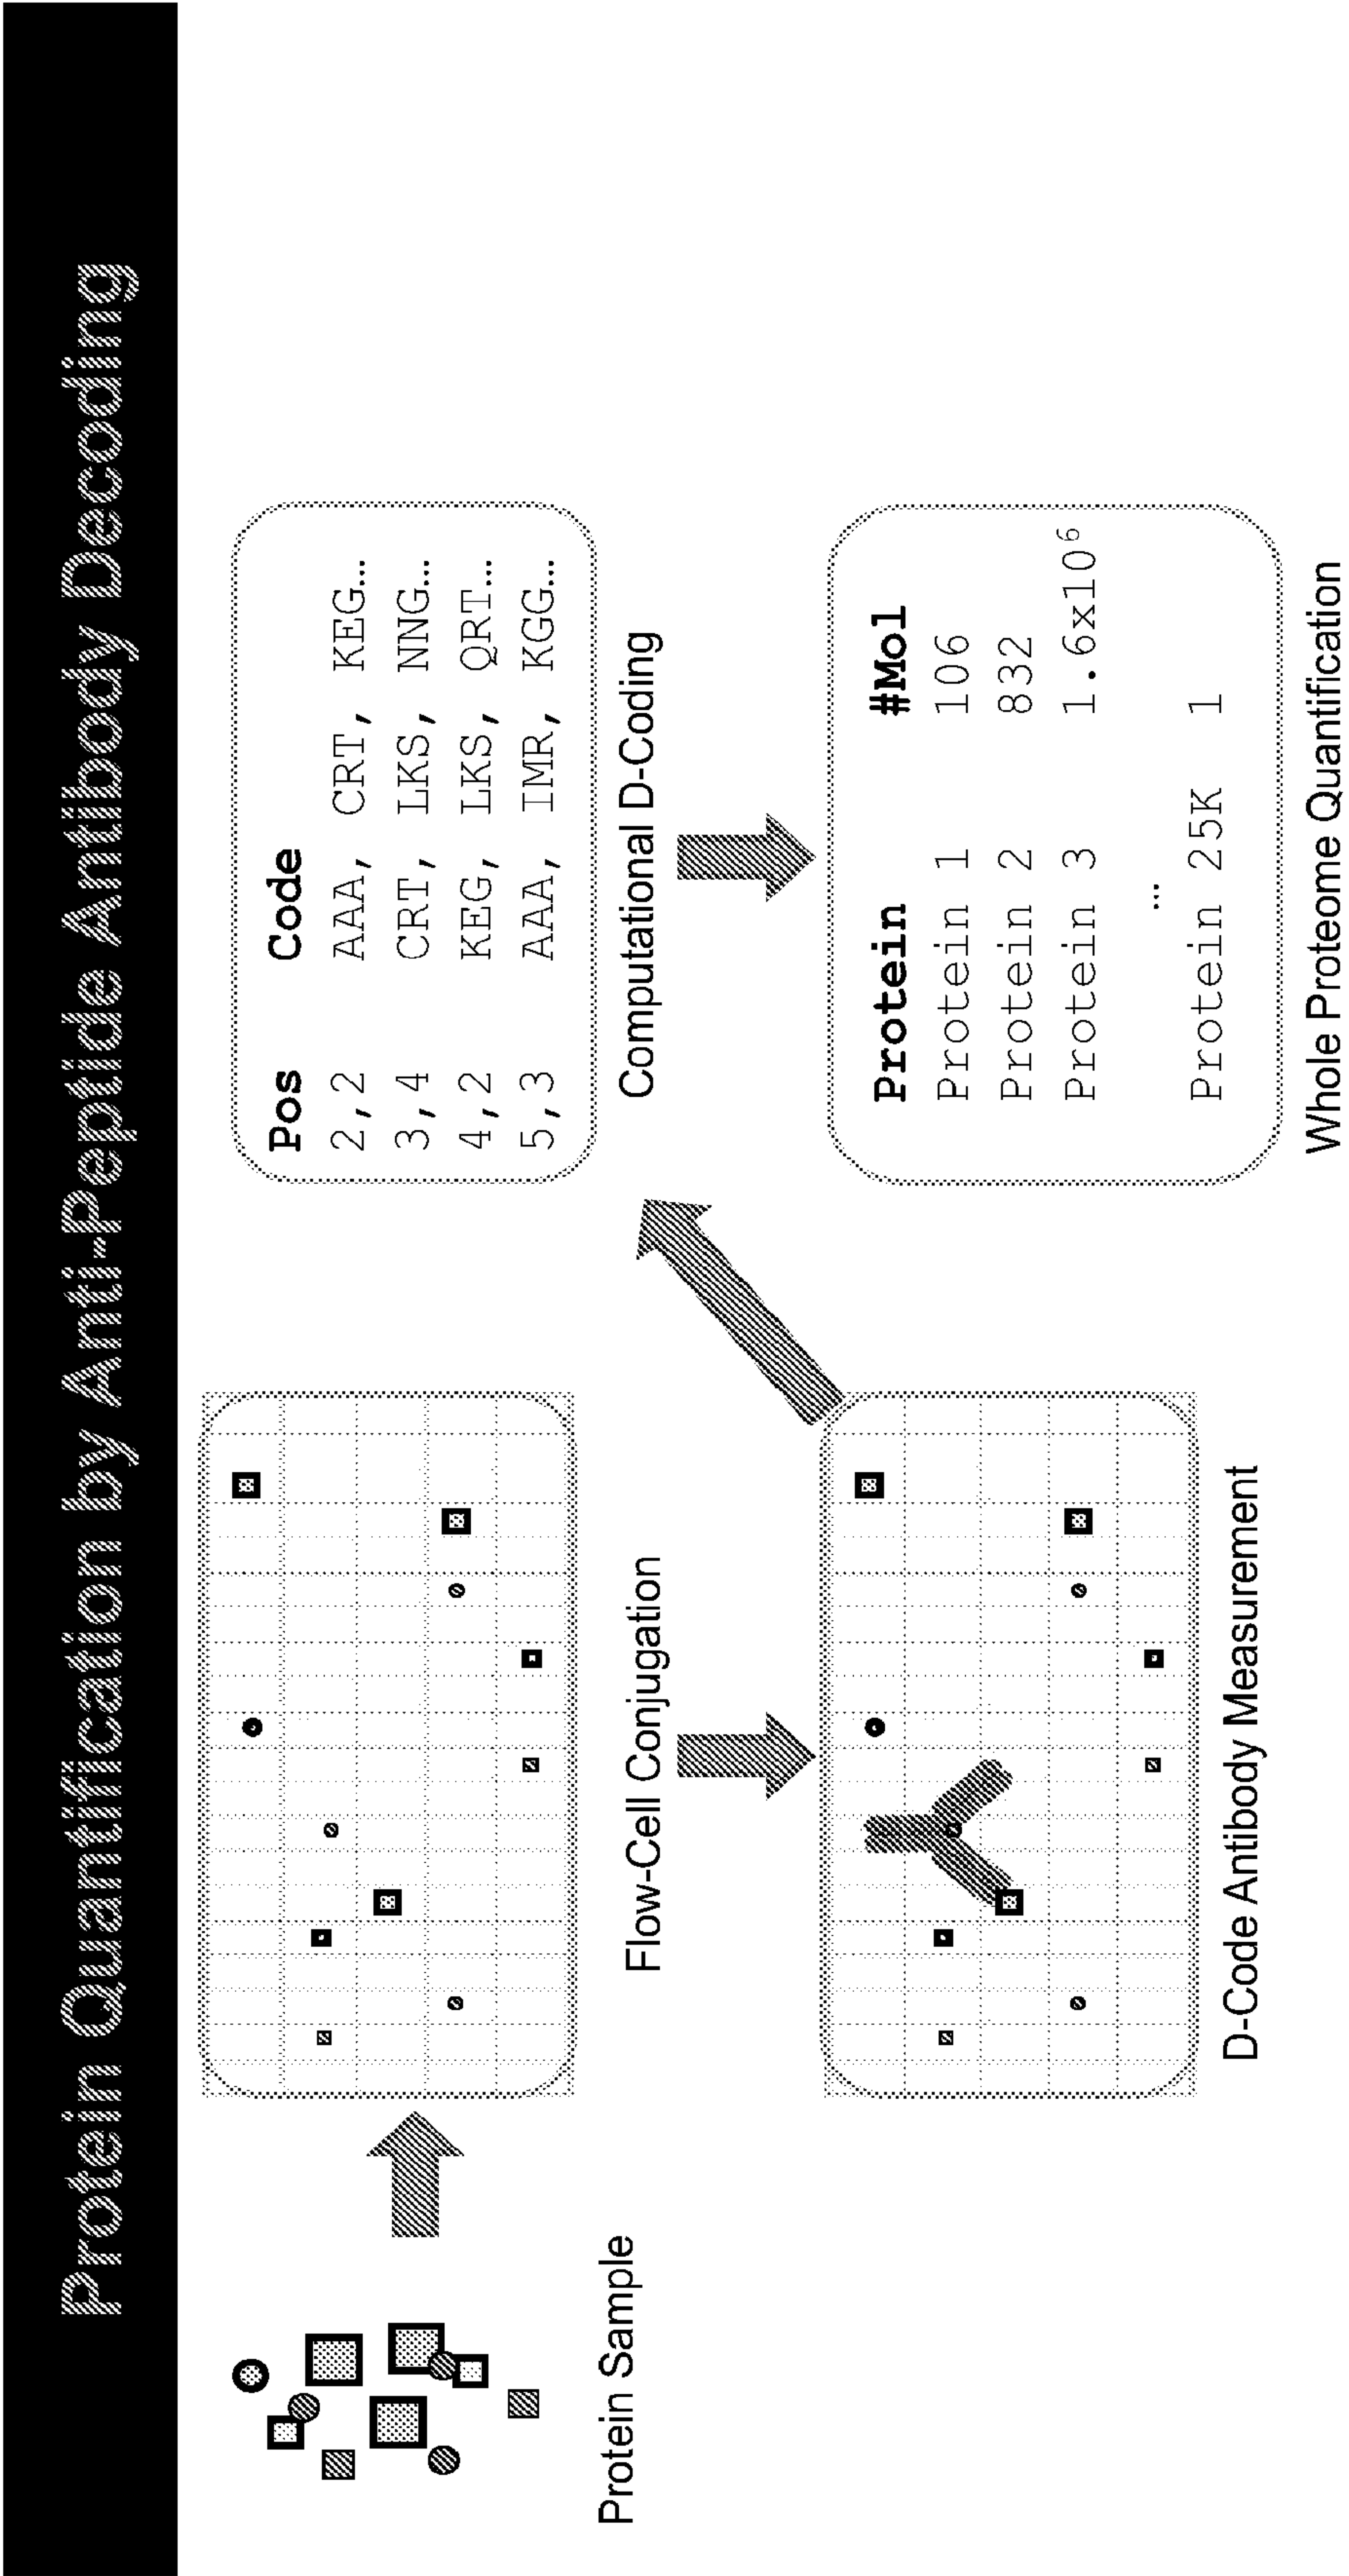 Protein Quantification by Anti-Peptide Antibody Decoding
Protein Sample
Flow-Cell Conjugation
D-Code Antibody Measurement
Pos Code
2,2 AAA, CRT, KEG...
3,4 CRT, LKS, NNG...
4,2 KEG, LKS, QRT...
5,3 AAA, IMR, KGG...
Computational D-Coding
Protein #Mol
Protein 1 106
Protein 2 832
Protein 3 1.6x10⁶
...
Protein 25K 1
Whole Proteome Quantification